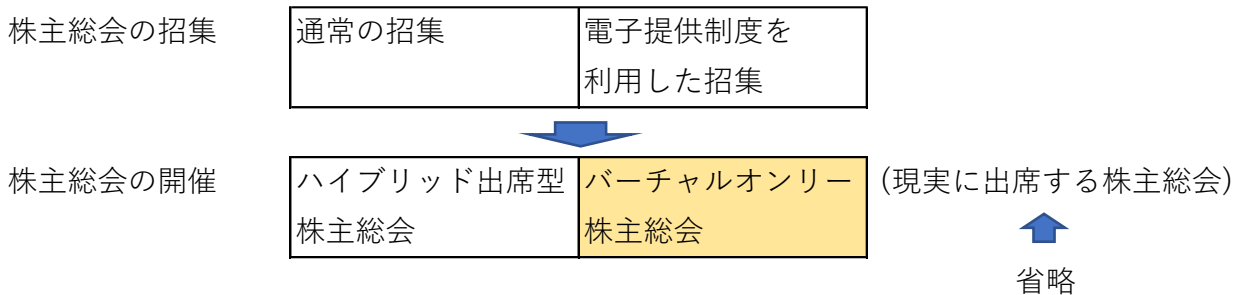 株主総会の招集 通常の招集 電子提供制度を
利用した招集
株主総会の開催 ハイブリッド出席型 バーチャルオンリー (現実に出席する株主総会)
株主総会 株主総会
省略